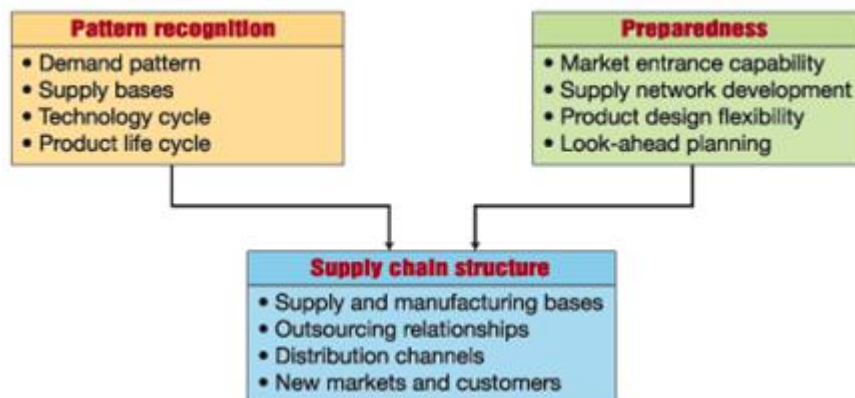 Pattern recognition
• Demand pattern
• Supply bases
• Technology cycle
• Product life cycle
Preparedness
• Market entrance capability
• Supply network development
• Product design flexibility
• Look-ahead planning
Supply chain structure
• Supply and manufacturing bases
• Outsourcing relationships
• Distribution channels
• New markets and customers